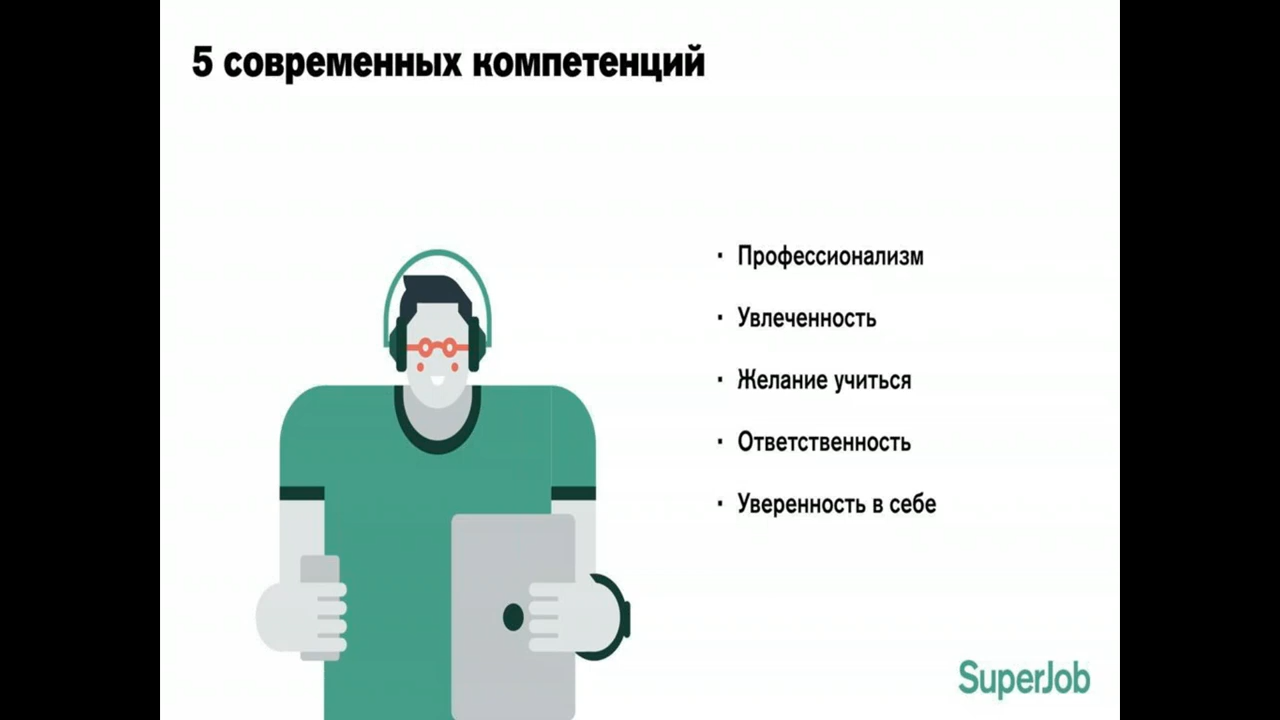 5 современных компетенций
· Профессионализм
· Увлеченность
· Желание учиться
· Ответственность
· Уверенность в себе
SuperJob